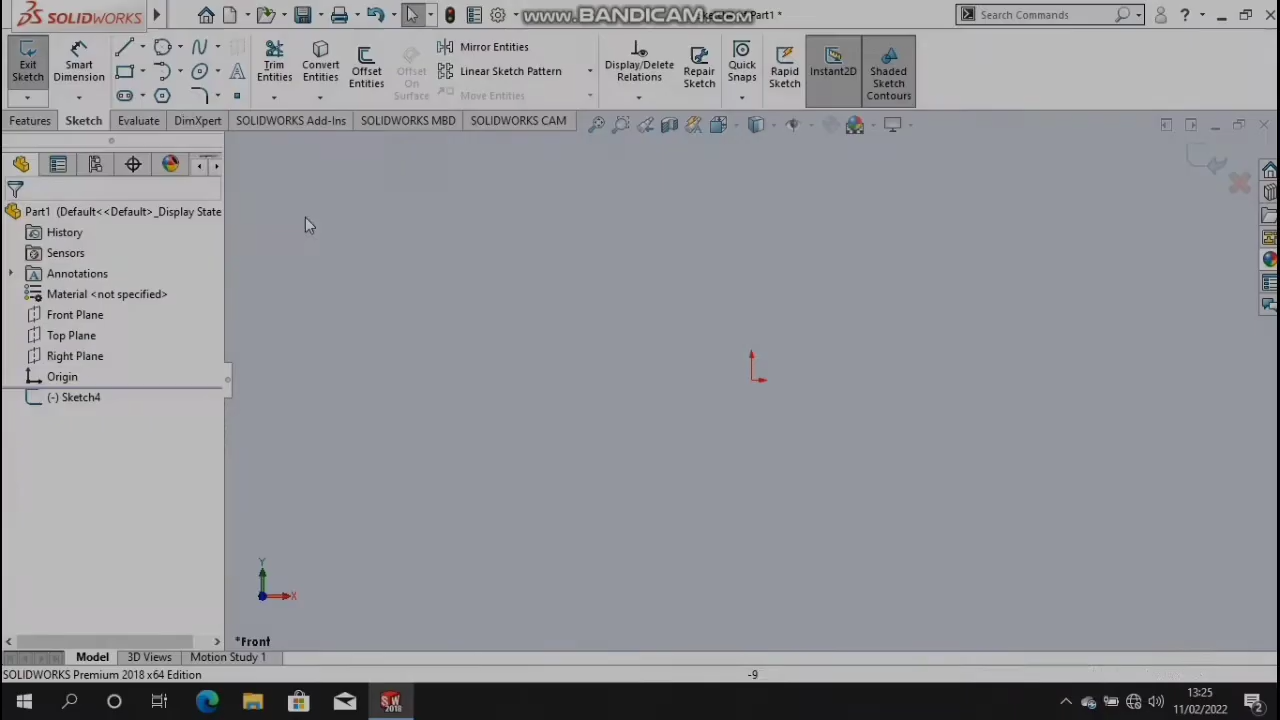 SOLIDWORKS
www.BANDICAM.com
Part1 *
Search Commands
?
Exit Sketch
Smart Dimension
Trim Entities
Convert Entities
Offset Entities
Offset On Surface
Mirror Entities
Linear Sketch Pattern
Move Entities
Display/Delete Relations
Repair Sketch
Quick Snaps
Rapid Sketch
Instant2D
Shaded Sketch Contours
Features
Sketch
Evaluate
DimXpert
SOLIDWORKS Add-Ins
SOLIDWORKS MBD
SOLIDWORKS CAM
Part1 (Default<<Default>_Display State
History
Sensors
Annotations
Material <not specified>
Front Plane
Top Plane
Right Plane
Origin
(-) Sketch4
Y
X
*Front
Model
3D Views
Motion Study 1
SOLIDWORKS Premium 2018 x64 Edition
-9
SW
2018
13:25
11/02/2022
2